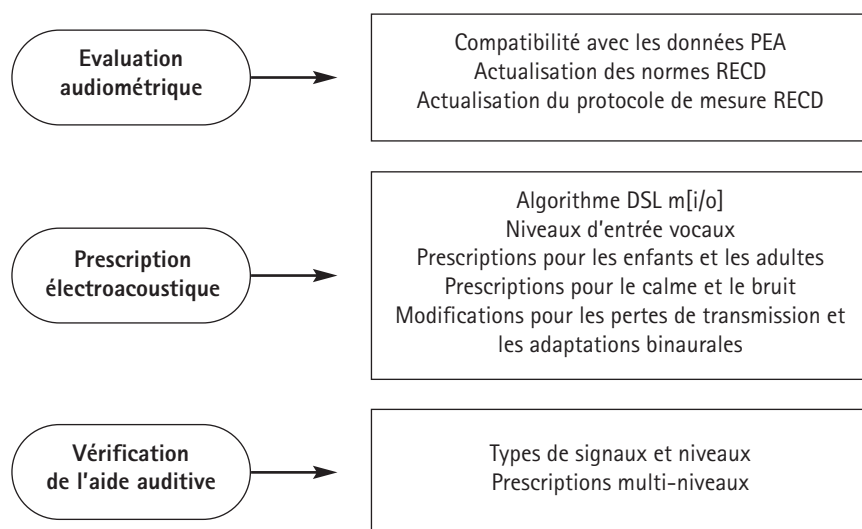 Evaluation
audiométrique
Compatibilité avec les données PEA
Actualisation des normes RECD
Actualisation du protocole de mesure RECD
Prescription
électroacoustique
Algorithme DSL m[i/o]
Niveaux d'entrée vocaux
Prescriptions pour les enfants et les adultes
Prescriptions pour le calme et le bruit
Modifications pour les pertes de transmission et
les adaptations binaurales
Vérification
de l'aide auditive
Types de signaux et niveaux
Prescriptions multi-niveaux